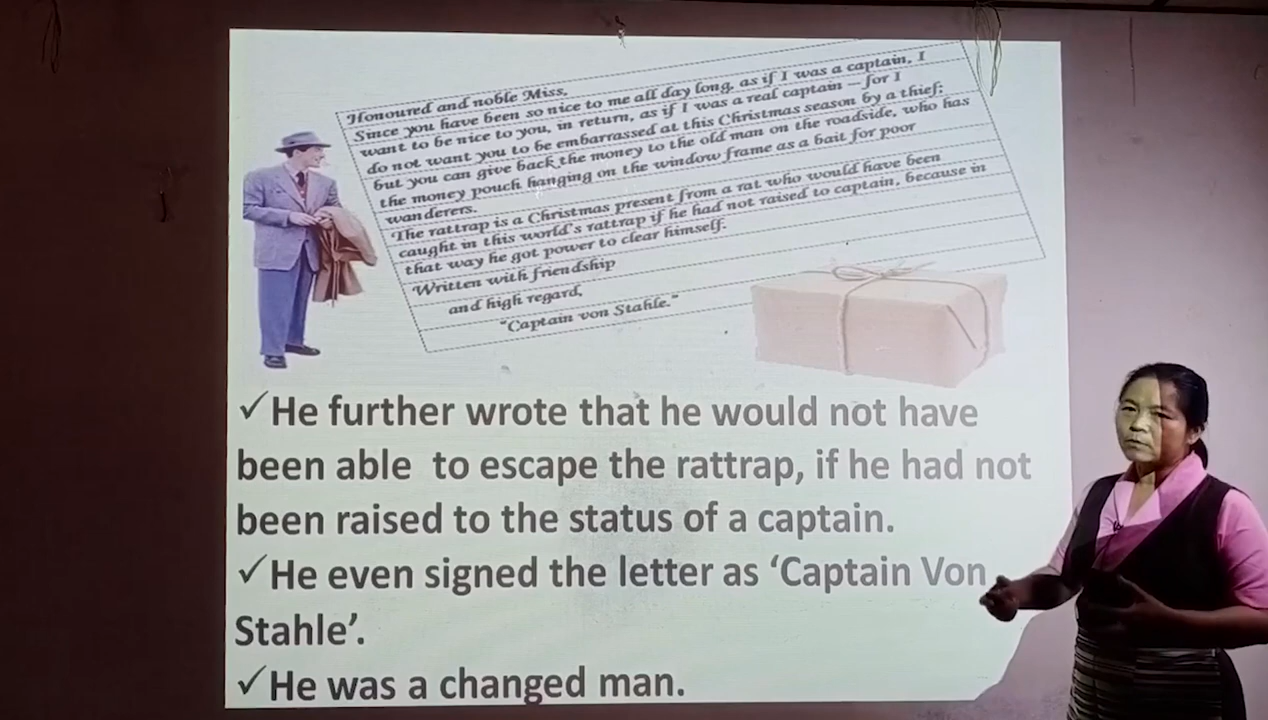 Honoured and noble Miss,
Since you have been so nice to me all day long, as if I was a captain, I
want to be nice to you, in return, as if I was a real captain — for I
do not want you to be embarrassed at this Christmas season by a thief;
but you can give back the money to the old man on the roadside, who has
the money pouch hanging on the window frame as a bait for poor
wanderers.
The rattrap is a Christmas present from a rat who would have been
caught in this world's rattrap if he had not raised to captain, because in
that way he got power to clear himself.
Written with friendship
and high regard,
"Captain von Stahle."
✓He further wrote that he would not have
been able to escape the rattrap, if he had not
been raised to the status of a captain.
✓He even signed the letter as ‘Captain Von
Stahle’.
✓He was a changed man.